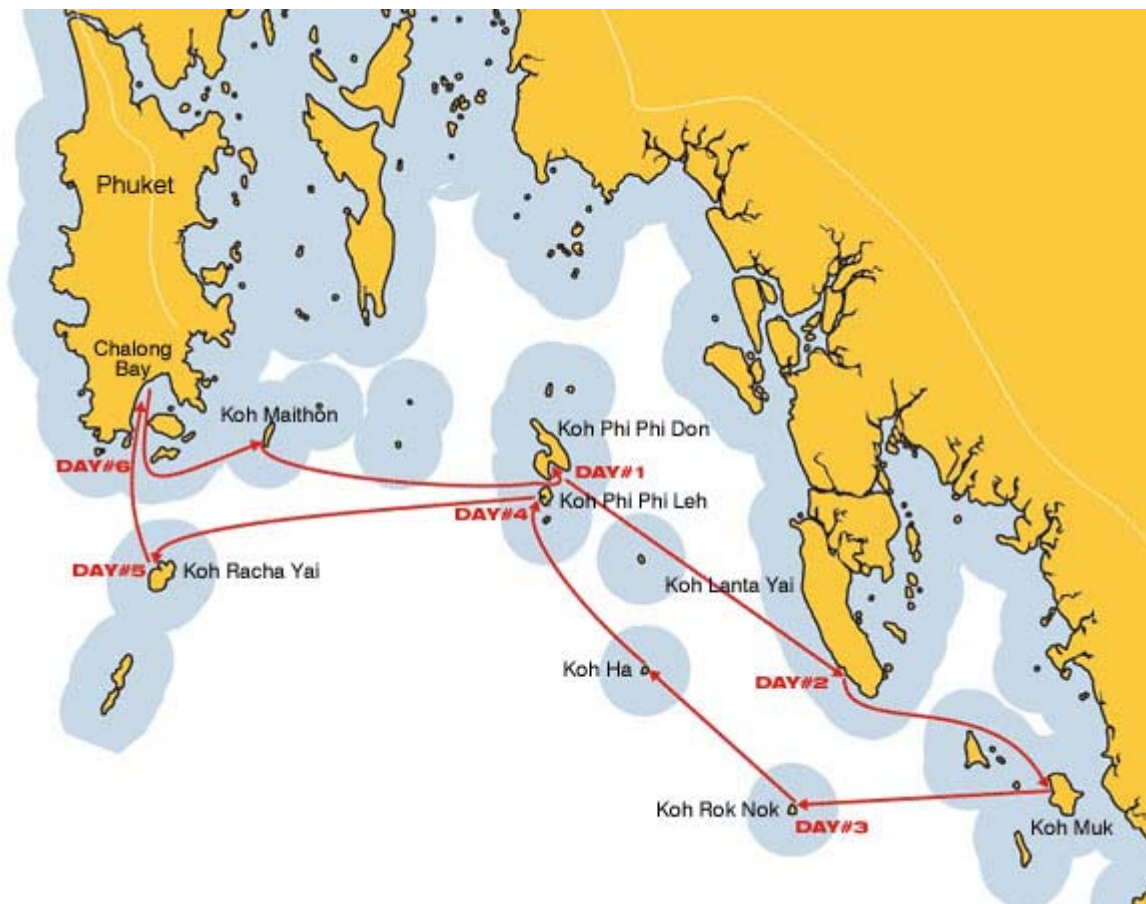 Phuket
Chalong
Bay
Koh Maithon
Koh Phi Phi Don
DAY#6
DAY#1
DAY#4
Koh Phi Phi Leh
DAY#5
Koh Racha Yai
Koh Lanta Yai
Koh Ha
DAY#2
Koh Rok Nok
DAY#3
Koh Muk